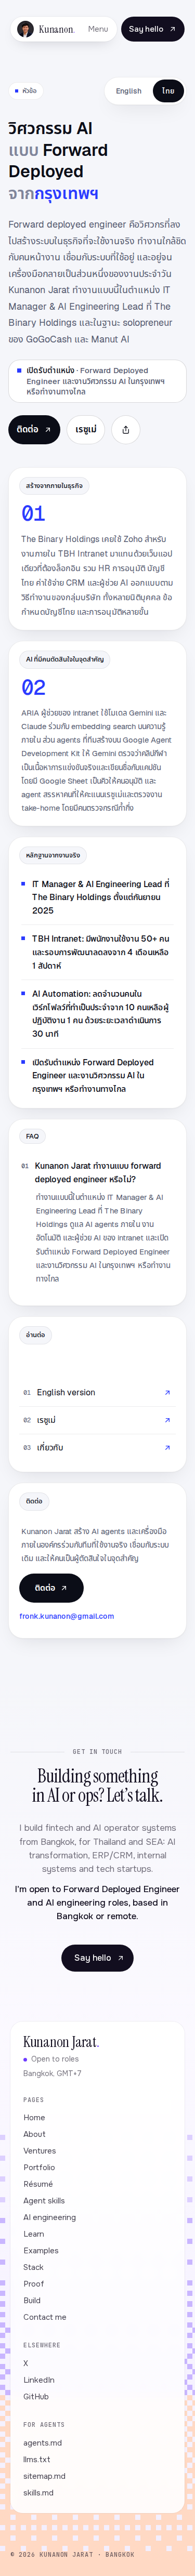 Kunanon.
Menu
Say hello
หัวข้อ
English
ไทย
วิศวกรรม AI
แบบ Forward
Deployed
จากกรุงเทพฯ
Forward deployed engineer คือวิศวกรที่ลง
ไปสร้างระบบในธุรกิจที่จะใช้งานจริง ทำงานใกล้ชิด
กับคนหน้างาน เชื่อมกับระบบที่ใช้อยู่ และอยู่จน
เครื่องมือกลายเป็นส่วนหนึ่งของงานประจำวัน
Kunanon Jarat ทำงานแบบนี้ในตำแหน่ง IT
Manager & AI Engineering Lead ที่ The
Binary Holdings และในฐานะ solopreneur
ของ GoGoCash และ Manut AI
เปิดรับตำแหน่ง · Forward Deployed
Engineer และงานวิศวกรรม AI ในกรุงเทพฯ
หรือทำงานทางไกล
ติดต่อ
เรซูเม่
สร้างจากภายในธุรกิจ
01
The Binary Holdings เคยใช้ Zoho สำหรับ
งานภายใน TBH Intranet มาแทนด้วยเว็บแอป
เดียวที่ต้องล็อกอิน รวม HR การอนุมัติ บัญชี
ไทย ค่าใช้จ่าย CRM และผู้ช่วย AI ออกแบบตาม
วิธีทำงานของกลุ่มบริษัท ทั้งหลายนิติบุคคล ข้อ
กำหนดบัญชีไทย และการอนุมัติหลายขั้น
AI ที่มีคนตัดสินใจในจุดสำคัญ
02
ARIA ผู้ช่วยของ intranet ใช้โมเดล Gemini และ
Claude ร่วมกับ embedding search บนความรู้
ภายใน ส่วน agents ที่ทีมสร้างบน Google Agent
Development Kit ให้ Gemini ตรวจว่าคลิปกีฬา
เป็นเนื้อหาการแข่งขันจริงและเขียนชื่อกับแคปชัน
โดยมี Google Sheet เป็นคิวให้คนอนุมัติ และ
agent สรรหาคนที่ให้คะแนนเรซูเม่และตรวจงาน
take-home โดยมีคนตรวจกรณีก้ำกึ่ง
หลักฐานจากงานจริง
IT Manager & AI Engineering Lead ที่
The Binary Holdings ตั้งแต่กันยายน
2025
TBH Intranet: มีพนักงานใช้งาน 50+ คน
และรอบการพัฒนาลดลงจาก 4 เดือนเหลือ
1 สัปดาห์
AI Automation: ลดจำนวนคนใน
เวิร์กโฟลว์ที่ทำเป็นประจำจาก 10 คนเหลือผู้
ปฏิบัติงาน 1 คน ด้วยระยะเวลาดำเนินการ
30 นาที
เปิดรับตำแหน่ง Forward Deployed
Engineer และงานวิศวกรรม AI ใน
กรุงเทพฯ หรือทำงานทางไกล
FAQ
01 Kunanon Jarat ทำงานแบบ forward
deployed engineer หรือไม่?
ทำงานแบบนี้ในตำแหน่ง IT Manager & AI
Engineering Lead ที่ The Binary
Holdings ดูแล AI agents ภายใน งาน
อัตโนมัติ และผู้ช่วย AI ของ intranet และเปิด
รับตำแหน่ง Forward Deployed Engineer
และงานวิศวกรรม AI ในกรุงเทพฯ หรือทำงาน
ทางไกล
อ่านต่อ
01 English version
02 เรซูเม่
03 เกี่ยวกับ
ติดต่อ
Kunanon Jarat สร้าง AI agents และเครื่องมือ
ภายในองค์กรร่วมกับทีมที่ใช้งานจริง เชื่อมกับระบบ
เดิม และให้คนเป็นผู้ตัดสินใจในจุดสำคัญ
ติดต่อ
fronk.kunanon@gmail.com
GET IN TOUCH
Building something
in AI or ops? Let's talk.
I build fintech and AI operator systems
from Bangkok, for Thailand and SEA: AI
transformation, ERP/CRM, internal
systems and tech startups.
I'm open to Forward Deployed Engineer
and AI engineering roles, based in
Bangkok or remote.
Say hello
Kunanon Jarat.
Open to roles
Bangkok, GMT+7
PAGES
Home
About
Ventures
Portfolio
Résumé
Agent skills
AI engineering
Learn
Examples
Stack
Proof
Build
Contact me
ELSEWHERE
X
LinkedIn
GitHub
FOR AGENTS
agents.md
llms.txt
sitemap.md
skills.md
© 2026 KUNANON JARAT · BANGKOK